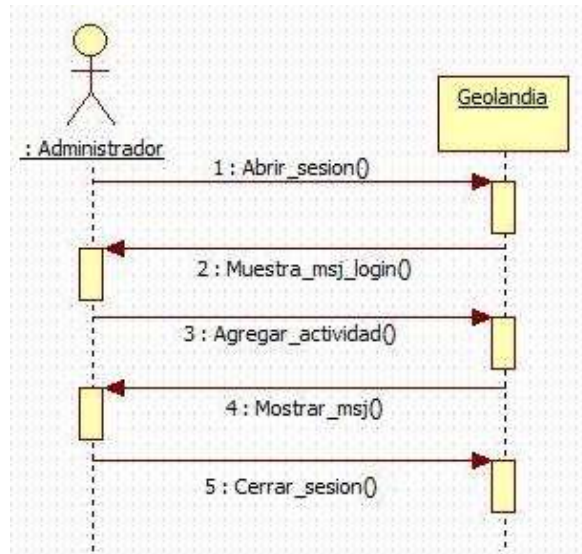 Geolandia
: Administrador
1 : Abrir_sesion()
2 : Muestra_msj_login()
3 : Agregar_actividad()
4 : Mostrar_msj()
5 : Cerrar_sesion()